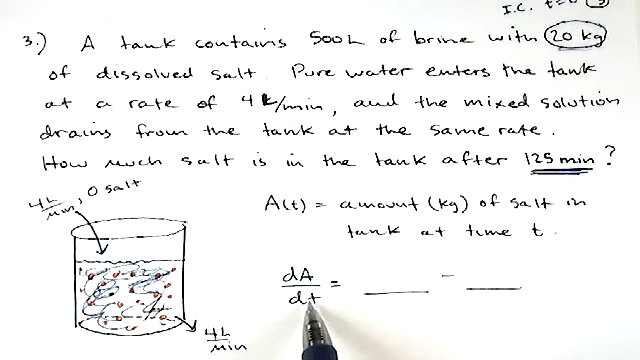 I.C. t=0
3.) A tank contains 500L of brine with 20 kg
of dissolved salt. Pure water enters the tank
at a rate of 4 L/min, and the mixed solution
drains from the tank at the same rate.
How much salt is in the tank after 125 min ?
4L/min, 0 salt
A(t) = amount (kg) of salt in
tank at time t.
dA/dt = ____ - ____
4L/min